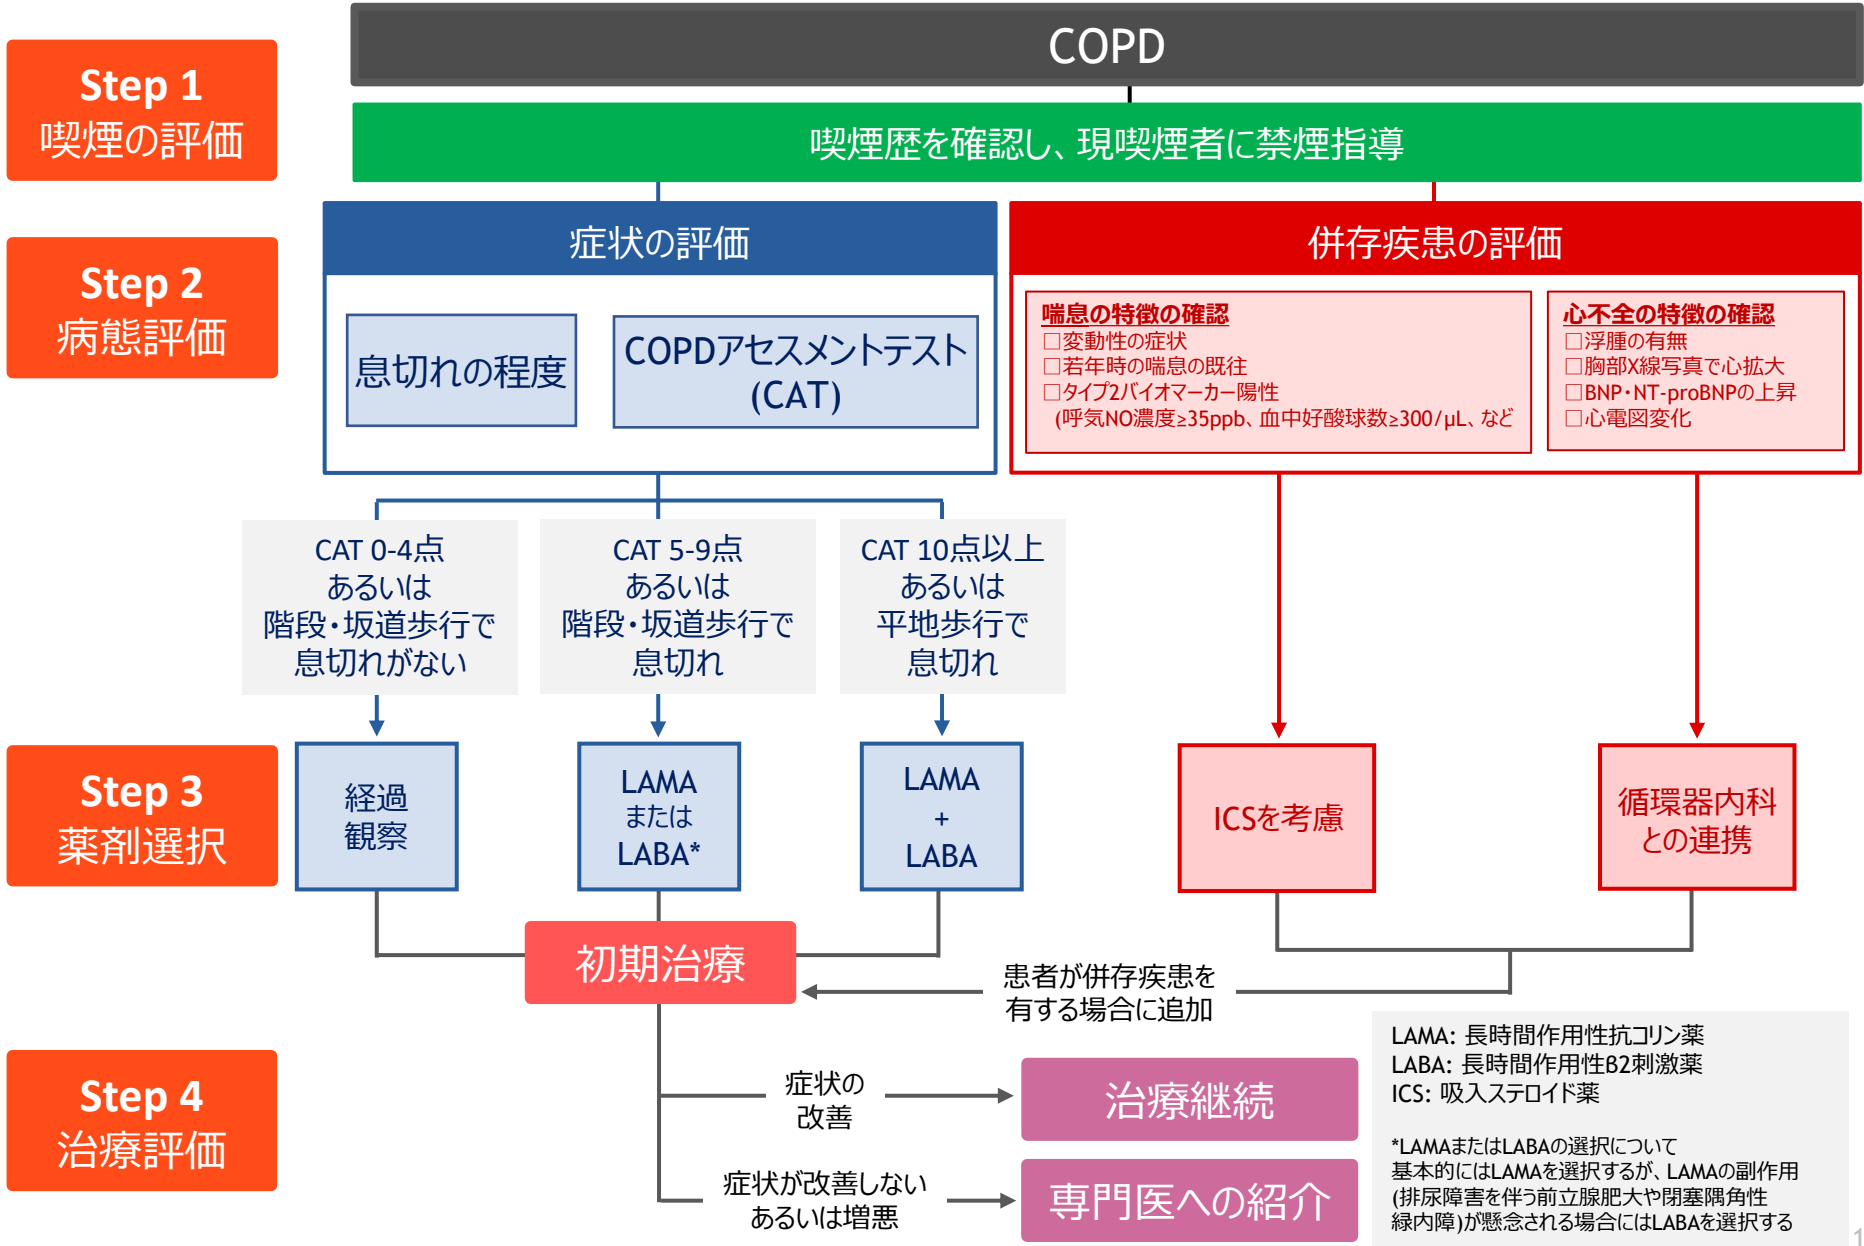 COPD
Step 1
喫煙の評価
喫煙歴を確認し、現喫煙者に禁煙指導
Step 2
病態評価
症状の評価
息切れの程度
COPDアセスメントテスト
(CAT)
併存疾患の評価
喘息の特徴の確認
□変動性の症状
□若年時の喘息の既往
□タイプ2バイオマーカー陽性
(呼気NO濃度≥35ppb、血中好酸球数≥300/μL、など
心不全の特徴の確認
□浮腫の有無
□胸部X線写真で心拡大
□BNP・NT-proBNPの上昇
□心電図変化
CAT 0-4点
あるいは
階段・坂道歩行で
息切れがない
CAT 5-9点
あるいは
階段・坂道歩行で
息切れ
CAT 10点以上
あるいは
平地歩行で
息切れ
Step 3
薬剤選択
経過
観察
LAMA
または
LABA*
LAMA
+
LABA
ICSを考慮
循環器内科
との連携
初期治療
患者が併存疾患を
有する場合に追加
Step 4
治療評価
症状の
改善
治療継続
症状が改善しない
あるいは増悪
専門医への紹介
LAMA: 長時間作用性抗コリン薬
LABA: 長時間作用性β2刺激薬
ICS: 吸入ステロイド薬
*LAMAまたはLABAの選択について
基本的にはLAMAを選択するが、LAMAの副作用
(排尿障害を伴う前立腺肥大や閉塞隅角性
緑内障)が懸念される場合にはLABAを選択する
1